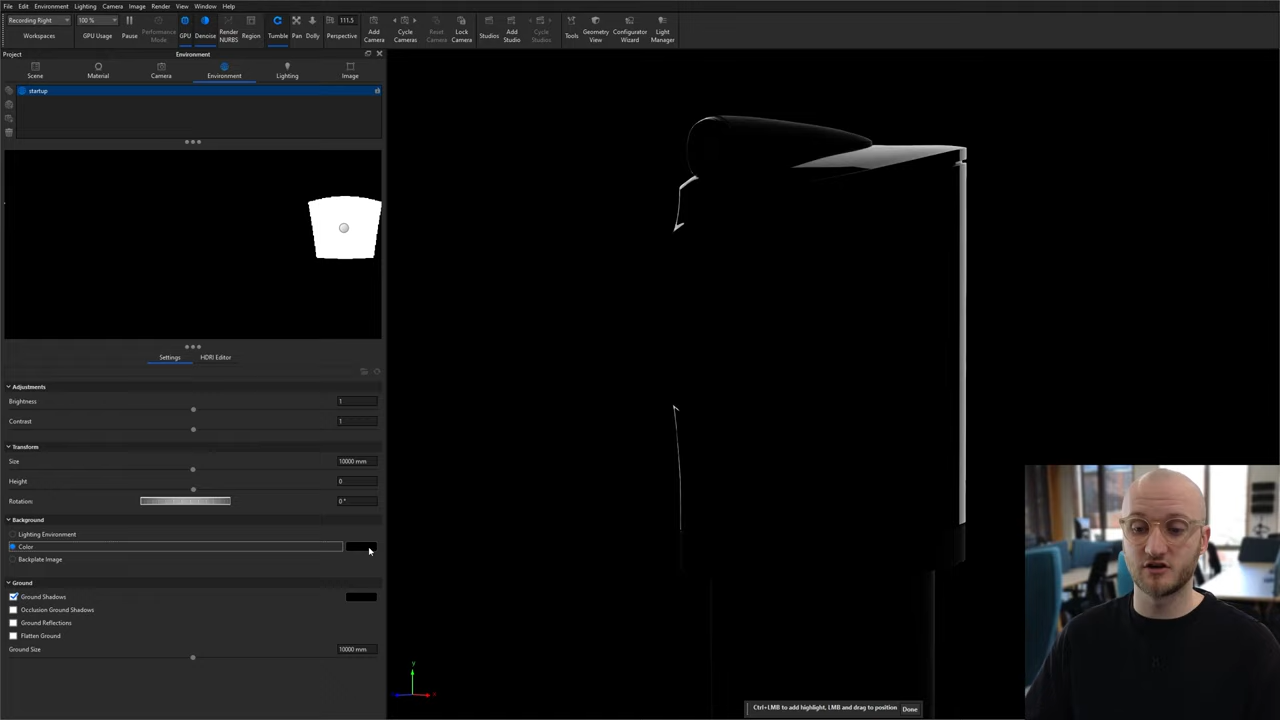 File Edit Environment Lighting Camera Image Render View Window Help
Recording Right 100 % 111.5
Workspaces GPU Usage Pause Performance Mode GPU Denoise Render NURBS Region Tumble Pan Dolly Perspective Add Camera Cycle Cameras Reset Camera Lock Camera Studios Add Studio Cycle Studios Tools Geometry View Configurator Wizard Light Manager
Project Environment
Scene Material Camera Environment Lighting Image
startup
Settings HDRI Editor
Adjustments
Brightness 1
Contrast 1
Transform
Size 10000 mm
Height 0
Rotation: 0 °
Background
Lighting Environment
Color
Backplate Image
Ground
Ground Shadows
Occlusion Ground Shadows
Ground Reflections
Flatten Ground
Ground Size 10000 mm
Y
Ctrl+LMB to add highlight, LMB and drag to position Done